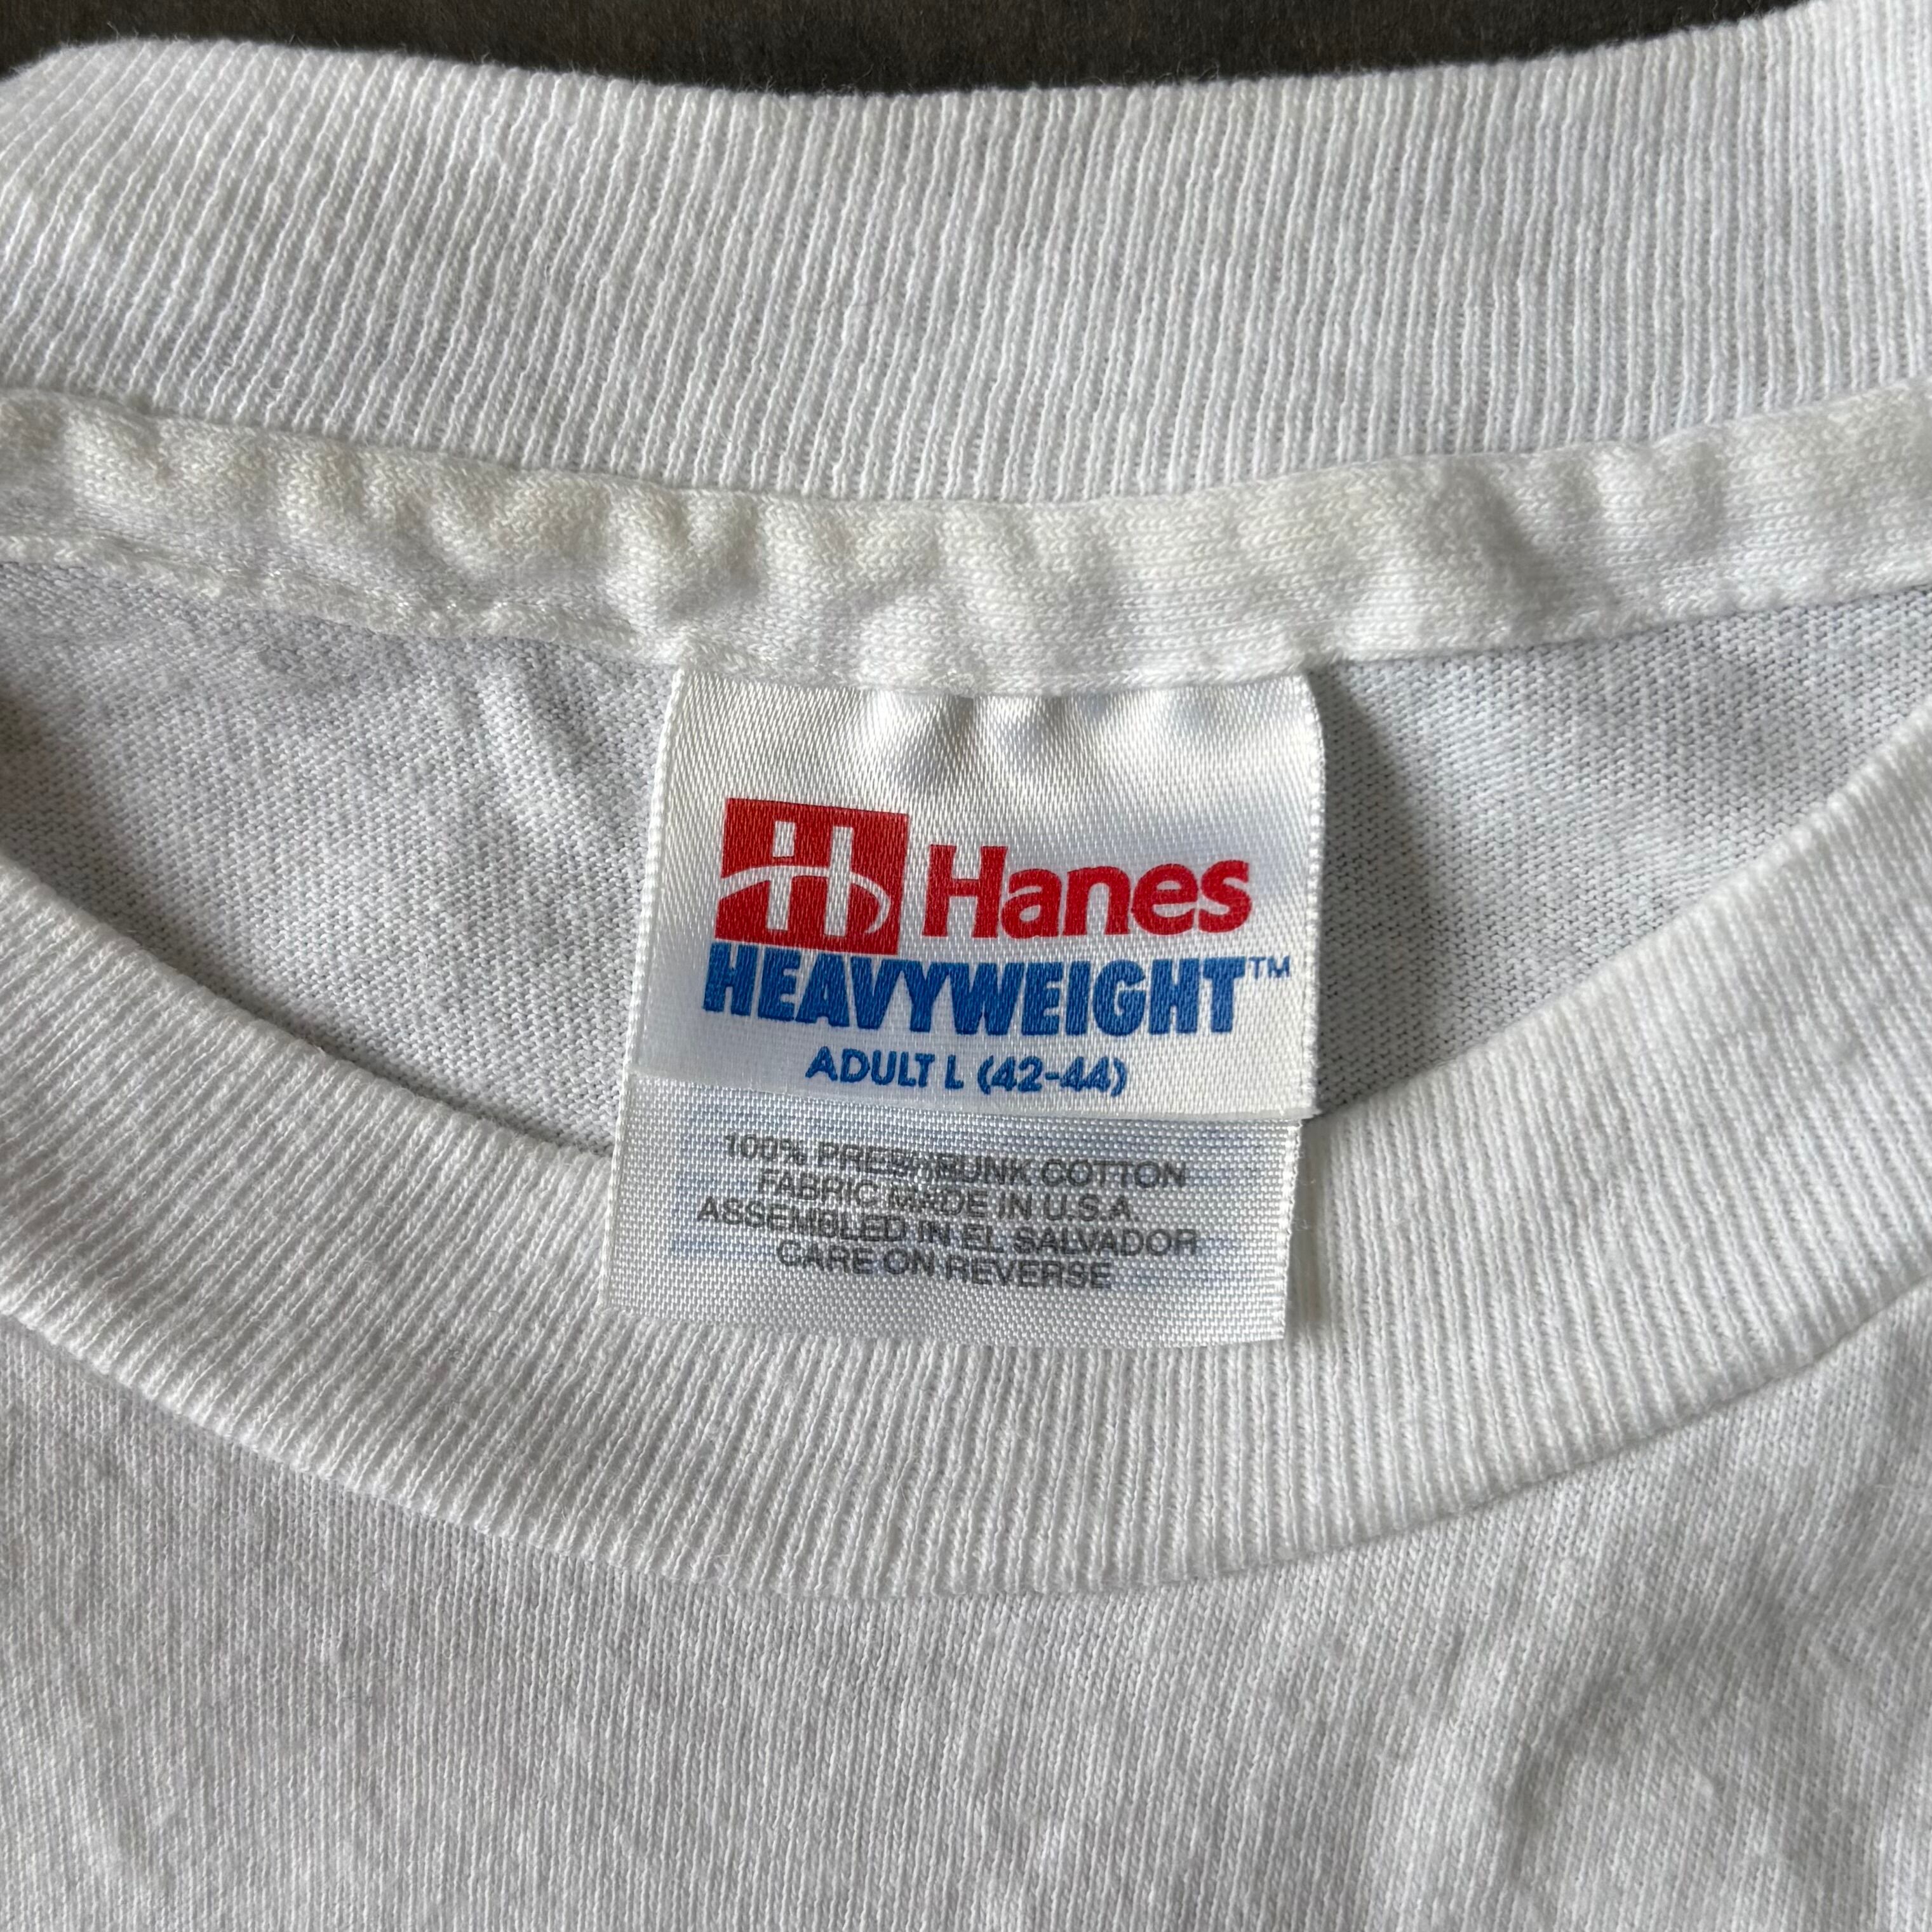 Hanes
HEAVYWEIGHT™
ADULT L (42-44)
100% PRESHRUNK COTTON
FABRIC MADE IN U.S.A.
ASSEMBLED IN EL SALVADOR
CARE ON REVERSE